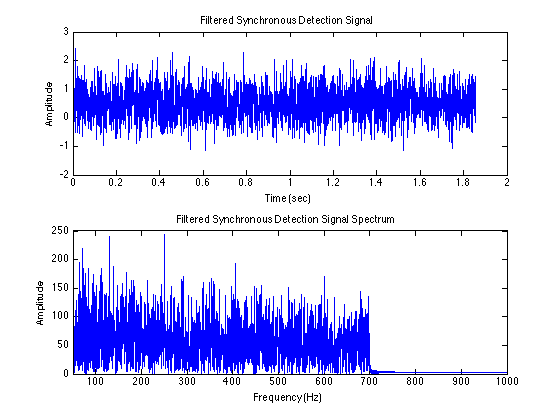 Filtered Synchronous Detection Signal
3
2
1
0
-1
-2
Amplitude
0 0.2 0.4 0.6 0.8 1 1.2 1.4 1.6 1.8 2
Time (sec)
Filtered Synchronous Detection Signal Spectrum
250
200
150
100
50
0
Amplitude
100 200 300 400 500 600 700 800 900 1000
Frequency(Hz)